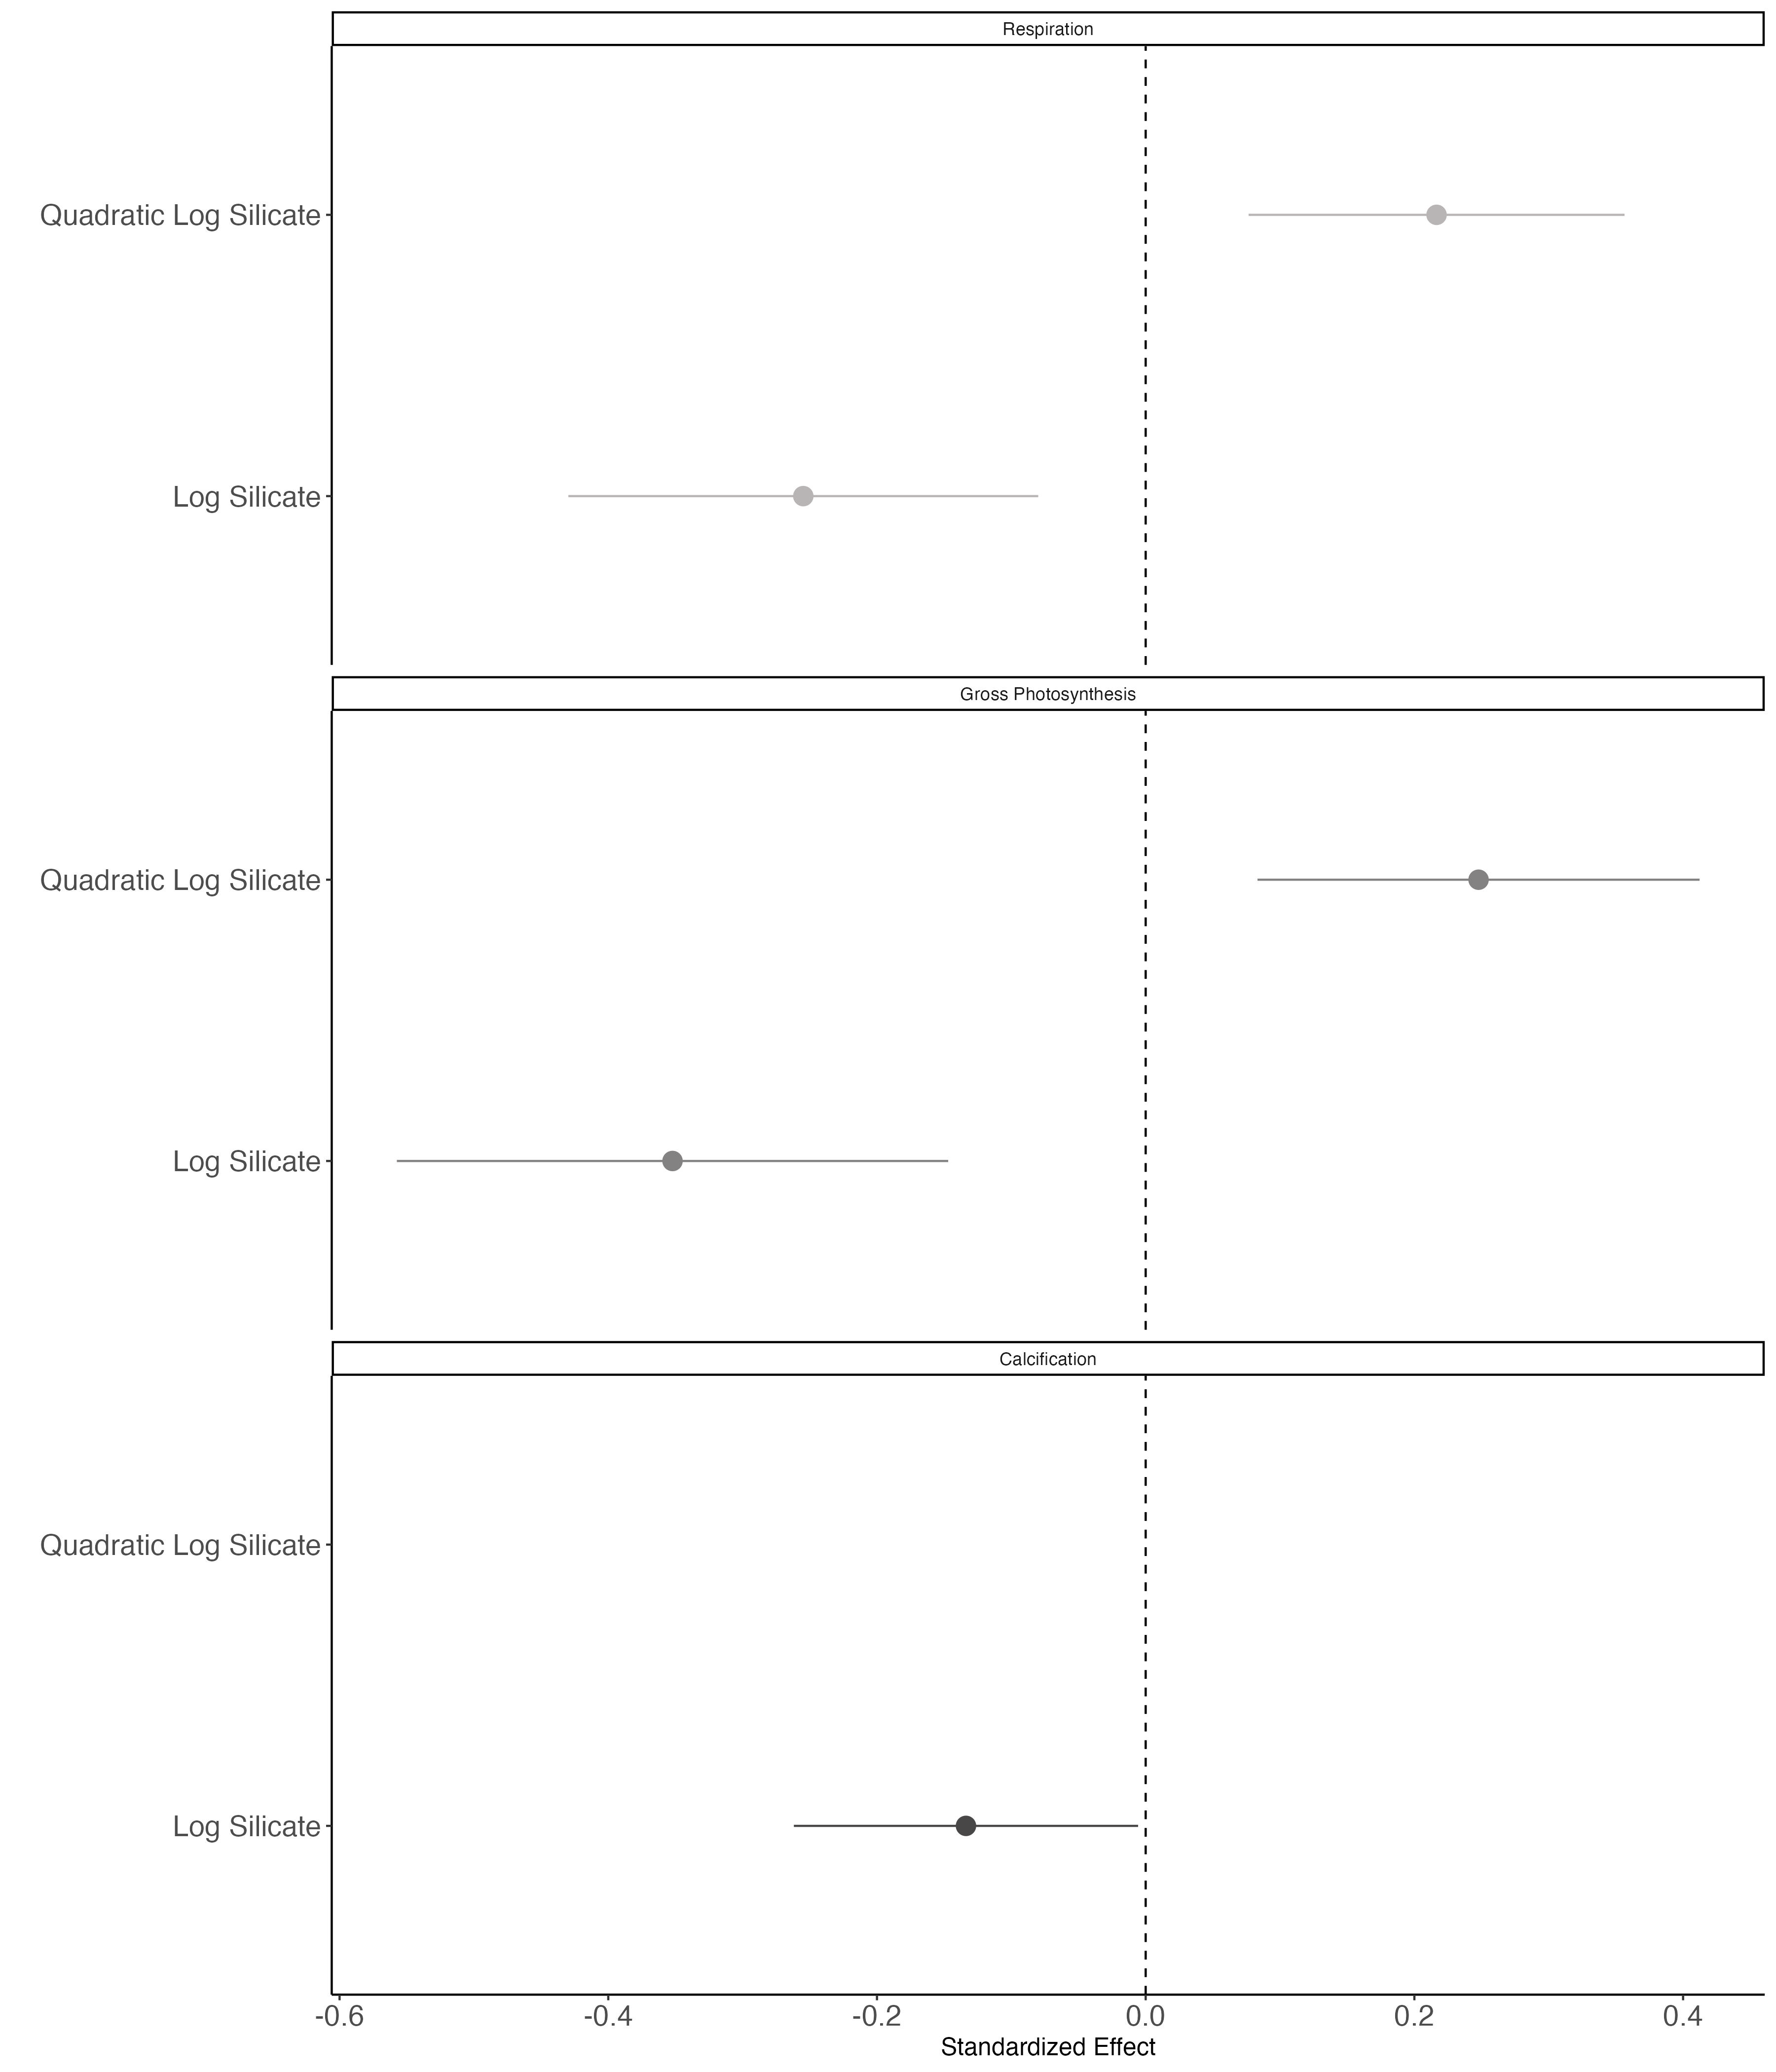 Respiration
Quadratic Log Silicate
Log Silicate
Gross Photosynthesis
Quadratic Log Silicate
Log Silicate
Calcification
Quadratic Log Silicate
Log Silicate
-0.6 -0.4 -0.2 0.0 0.2 0.4
Standardized Effect